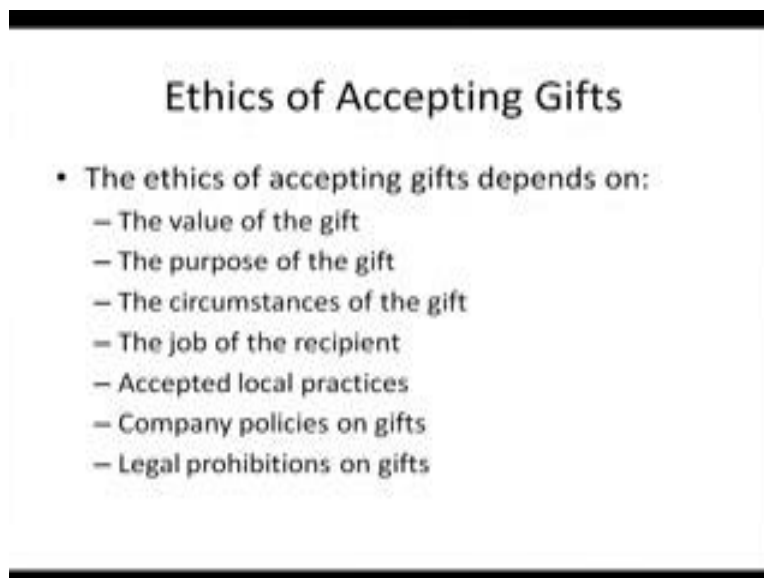 Ethics of Accepting Gifts
• The ethics of accepting gifts depends on:
– The value of the gift
– The purpose of the gift
– The circumstances of the gift
– The job of the recipient
– Accepted local practices
– Company policies on gifts
– Legal prohibitions on gifts